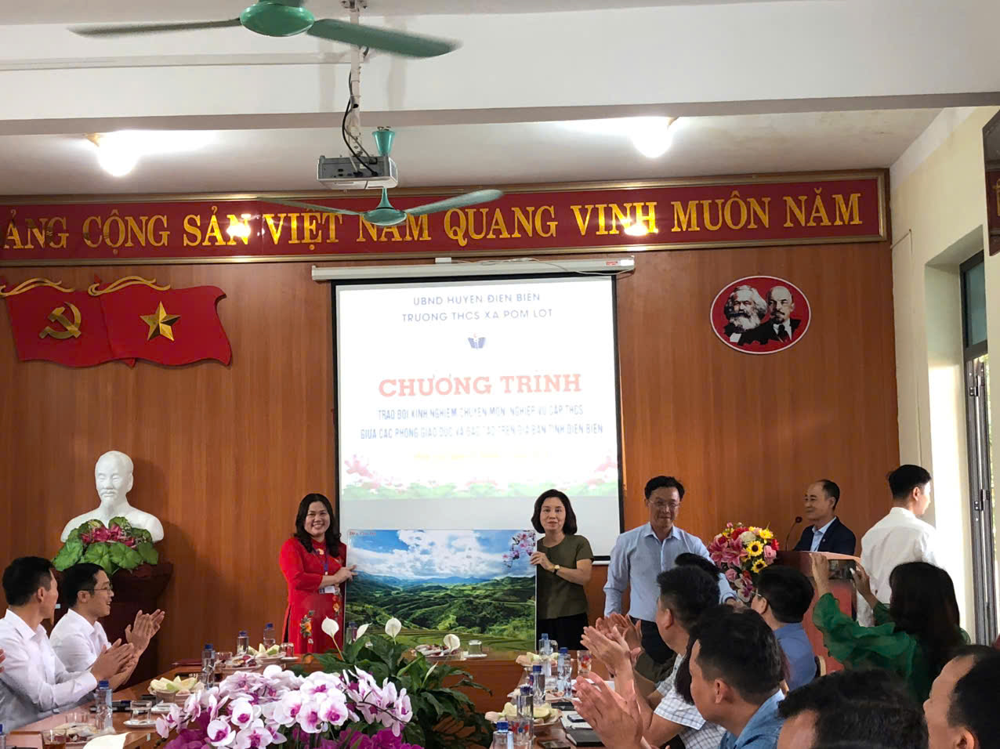 ẢNG CỘNG SẢN VIỆT NAM QUANG VINH MUÔN NĂM
UBND HUYỆN ĐIỆN BIÊN
TRƯỜNG THCS XÃ POM LÓT
CHƯƠNG TRÌNH
TRAO ĐỔI KINH NGHIỆM CHUYÊN MÔN, NGHIỆP VỤ CẤP THCS
GIỮA CÁC PHÒNG GIÁO DỤC VÀ ĐÀO TẠO TRÊN ĐỊA BÀN TỈNH ĐIỆN BIÊN